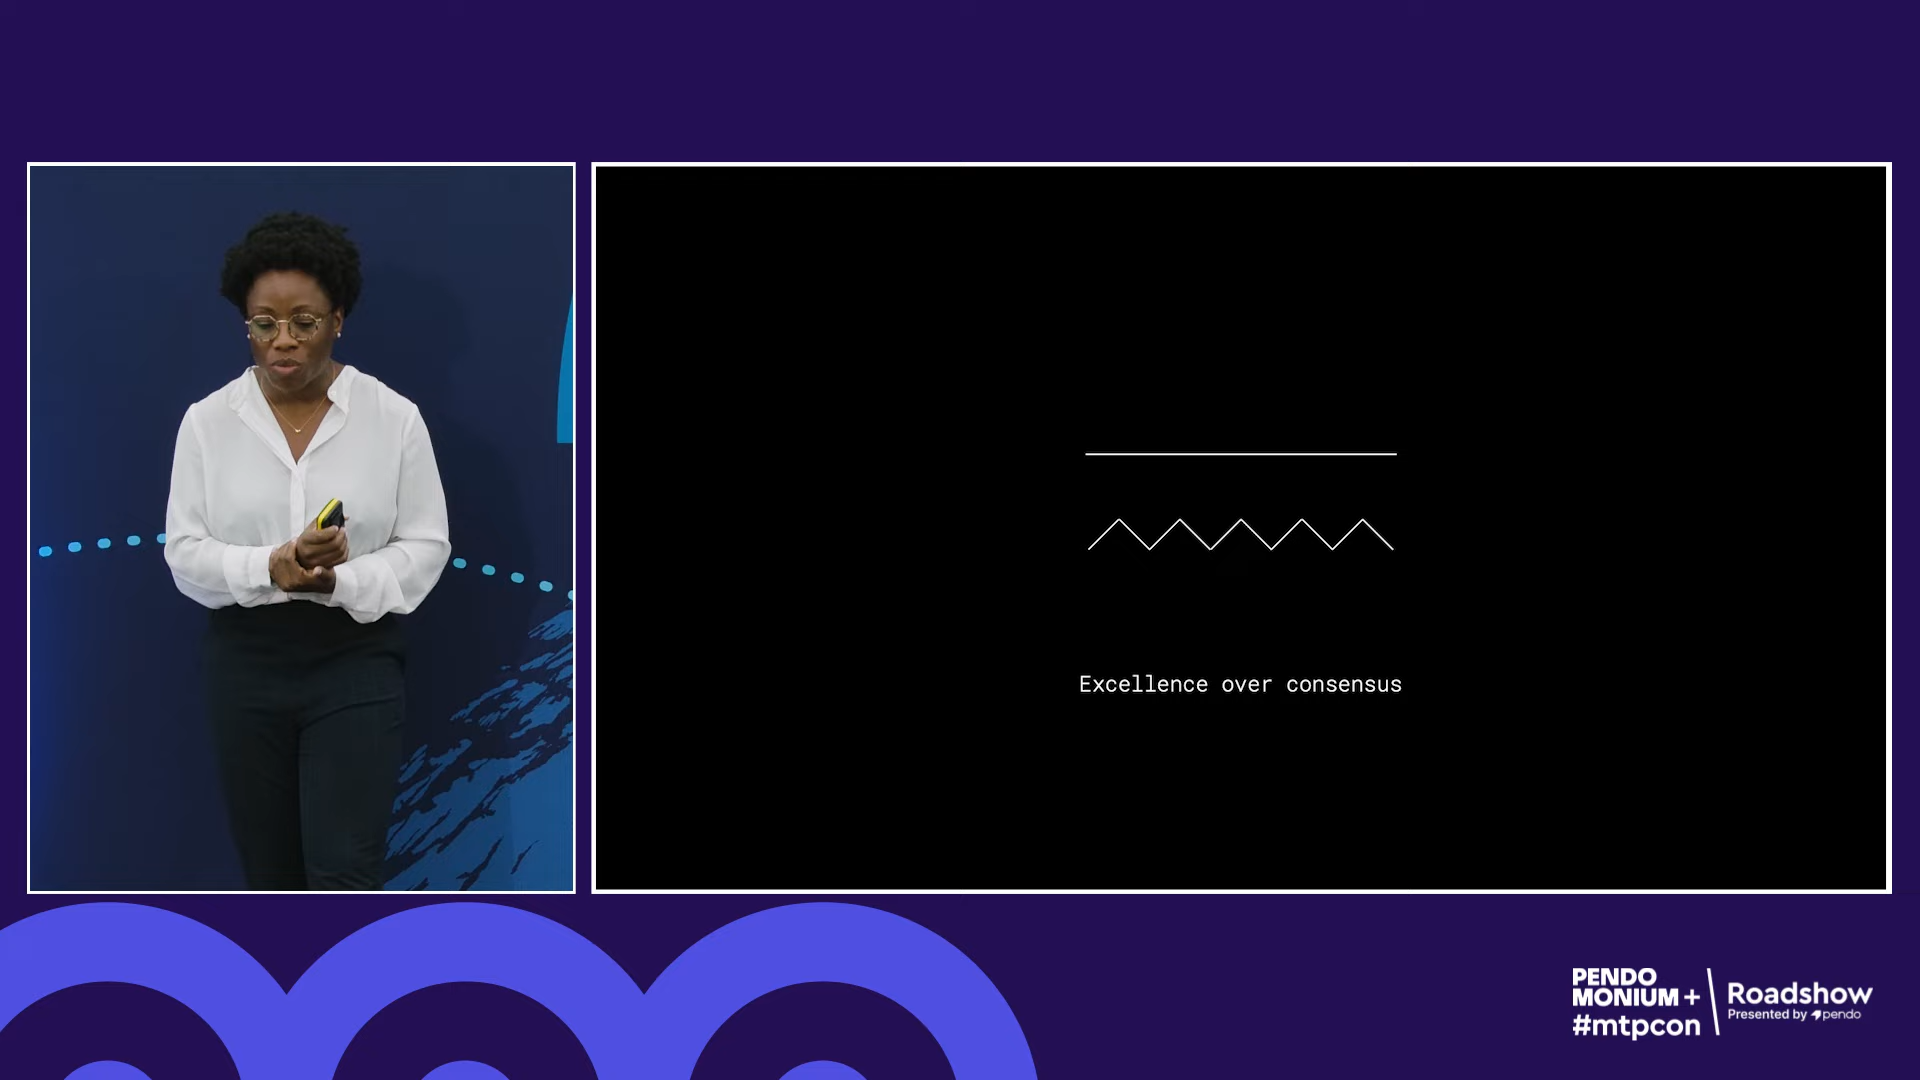 Excellence over consensus
PENDO
MONIUM+
#mtpcon
Roadshow
Presented by pendo